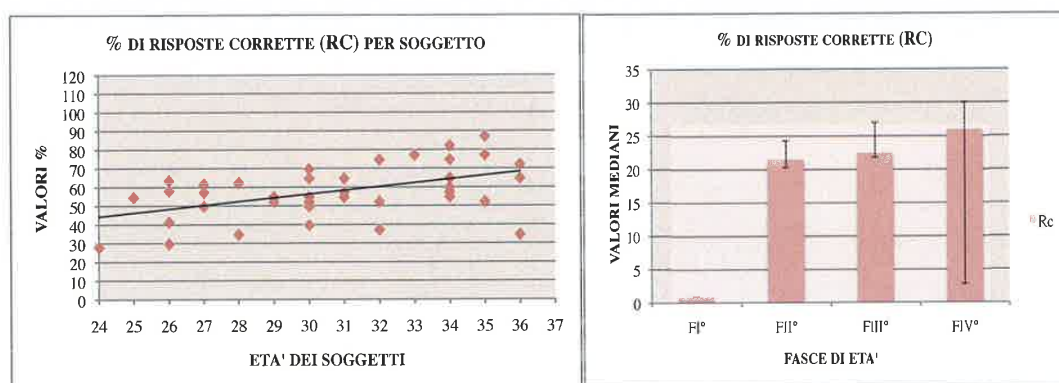 % DI RISPOSTE CORRETTE (RC) PER SOGGETTO
VALORI %
120
110
100
90
80
70
60
50
40
30
20
10
0
24 25 26 27 28 29 30 31 32 33 34 35 36 37
ETA' DEI SOGGETTI
% DI RISPOSTE CORRETTE (RC)
VALORI MEDIANI
35
30
25
20
15
10
5
0
FI° FII° FIII° FIV°
FASCE DI ETA'
Rc